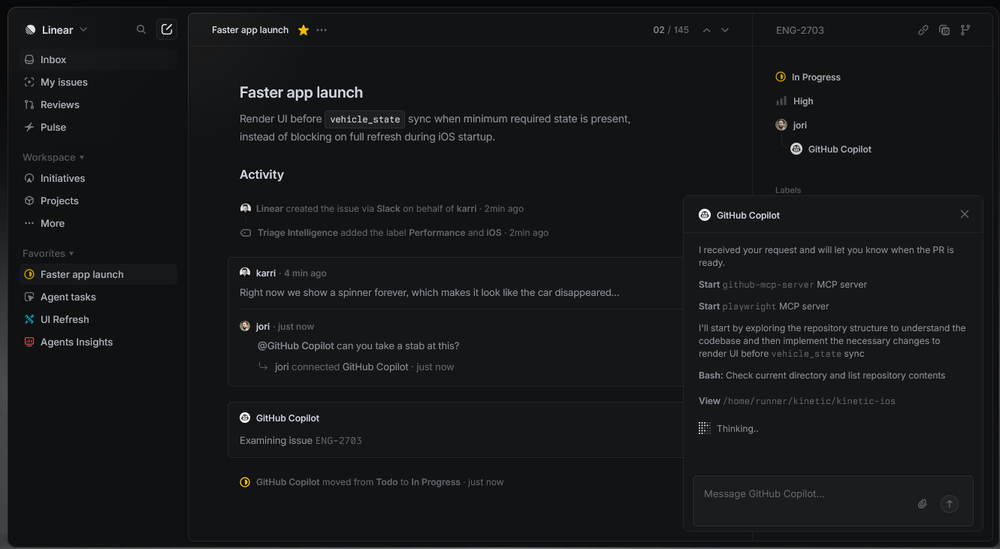 Linear
Inbox
My issues
Reviews
Pulse
Workspace
Initiatives
Projects
More
Favorites
Faster app launch
Agent tasks
UI Refresh
Agents Insights
Faster app launch
02 / 145
Faster app launch
Render UI before vehicle_state sync when minimum required state is present,
instead of blocking on full refresh during iOS startup.
Activity
Linear created the issue via Slack on behalf of karri · 2min ago
Triage Intelligence added the label Performance and iOS · 2min ago
karri · 4 min ago
Right now we show a spinner forever, which makes it look like the car disappeared...
jori · just now
@GitHub Copilot can you take a stab at this?
jori connected GitHub Copilot · just now
GitHub Copilot
Examining issue ENG-2703
GitHub Copilot moved from Todo to In Progress · just now
ENG-2703
In Progress
High
jori
GitHub Copilot
Labels
GitHub Copilot
I received your request and will let you know when the PR is
ready.
Start github-mcp-server MCP server
Start playwright MCP server
I'll start by exploring the repository structure to understand the
codebase and then implement the necessary changes to
render UI before vehicle_state sync
Bash: Check current directory and list repository contents
View /home/runner/kinetic/kinetic-ios
Thinking..
Message GitHub Copilot...